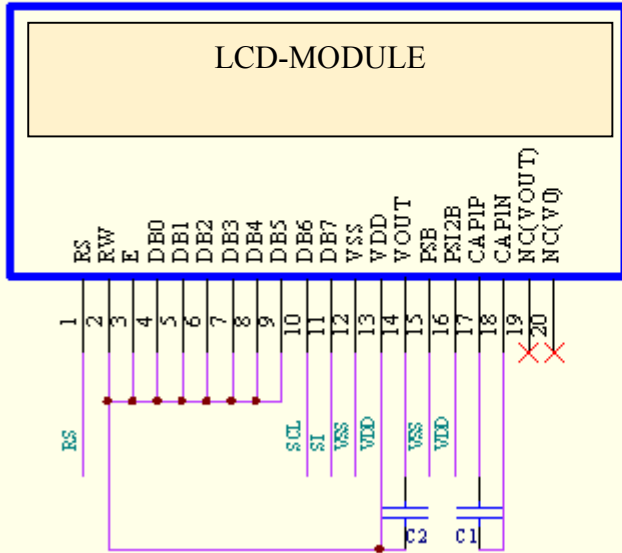 LCD-MODULE
RS
RW
E
DB0
DB1
DB2
DB3
DB4
DB5
DB6
DB7
VSS
VDD
VOUT
PSB
PSI2B
CAP1P
CAP1N
NC(VOUT)
NC(V0)
1
2
3
4
5
6
7
8
9
10
11
12
13
14
15
16
17
18
19
20
RS
SCL
SI
VSS
VDD
VSS
VDD
C2
C1